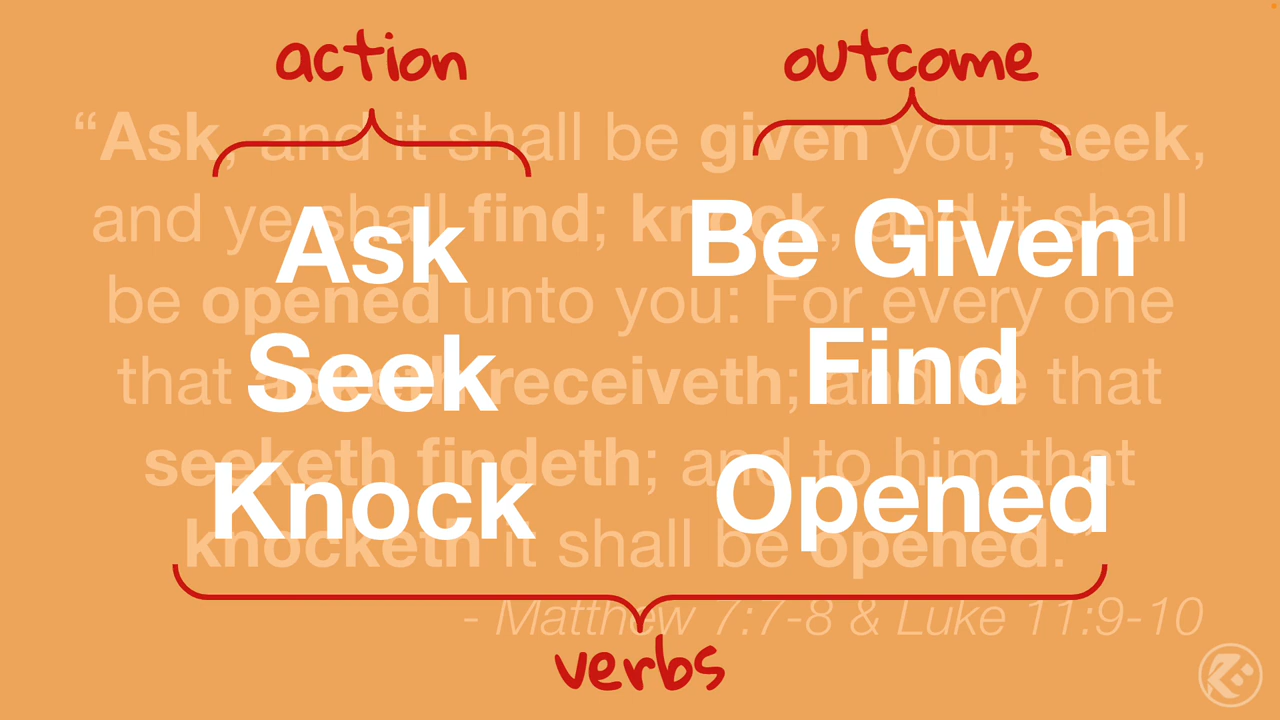 action outcome
“Ask, and it shall be given you; seek,
and ye shall find; knock, and it shall
be opened unto you: For every one
that asketh receiveth; and he that
seeketh findeth; and to him that
knocketh it shall be opened.”
- Matthew 7:7-8 & Luke 11:9-10
Ask Be Given
Seek Find
Knock Opened
verbs